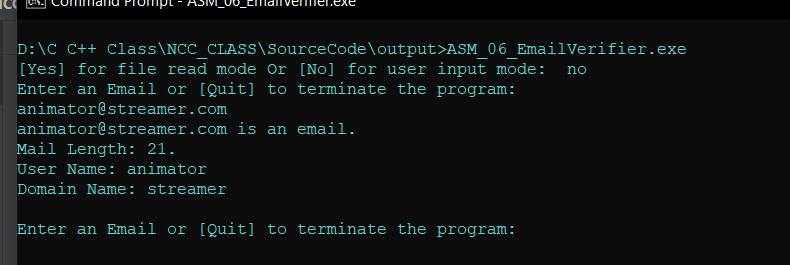 Command Prompt - ASM_06_EmailVerifier.exe
D:\C C++ Class\NCC_CLASS\SourceCode\output>ASM_06_EmailVerifier.exe
[Yes] for file read mode Or [No] for user input mode:  no
Enter an Email or [Quit] to terminate the program:
animator@streamer.com
animator@streamer.com is an email.
Mail Length: 21.
User Name: animator
Domain Name: streamer
Enter an Email or [Quit] to terminate the program: